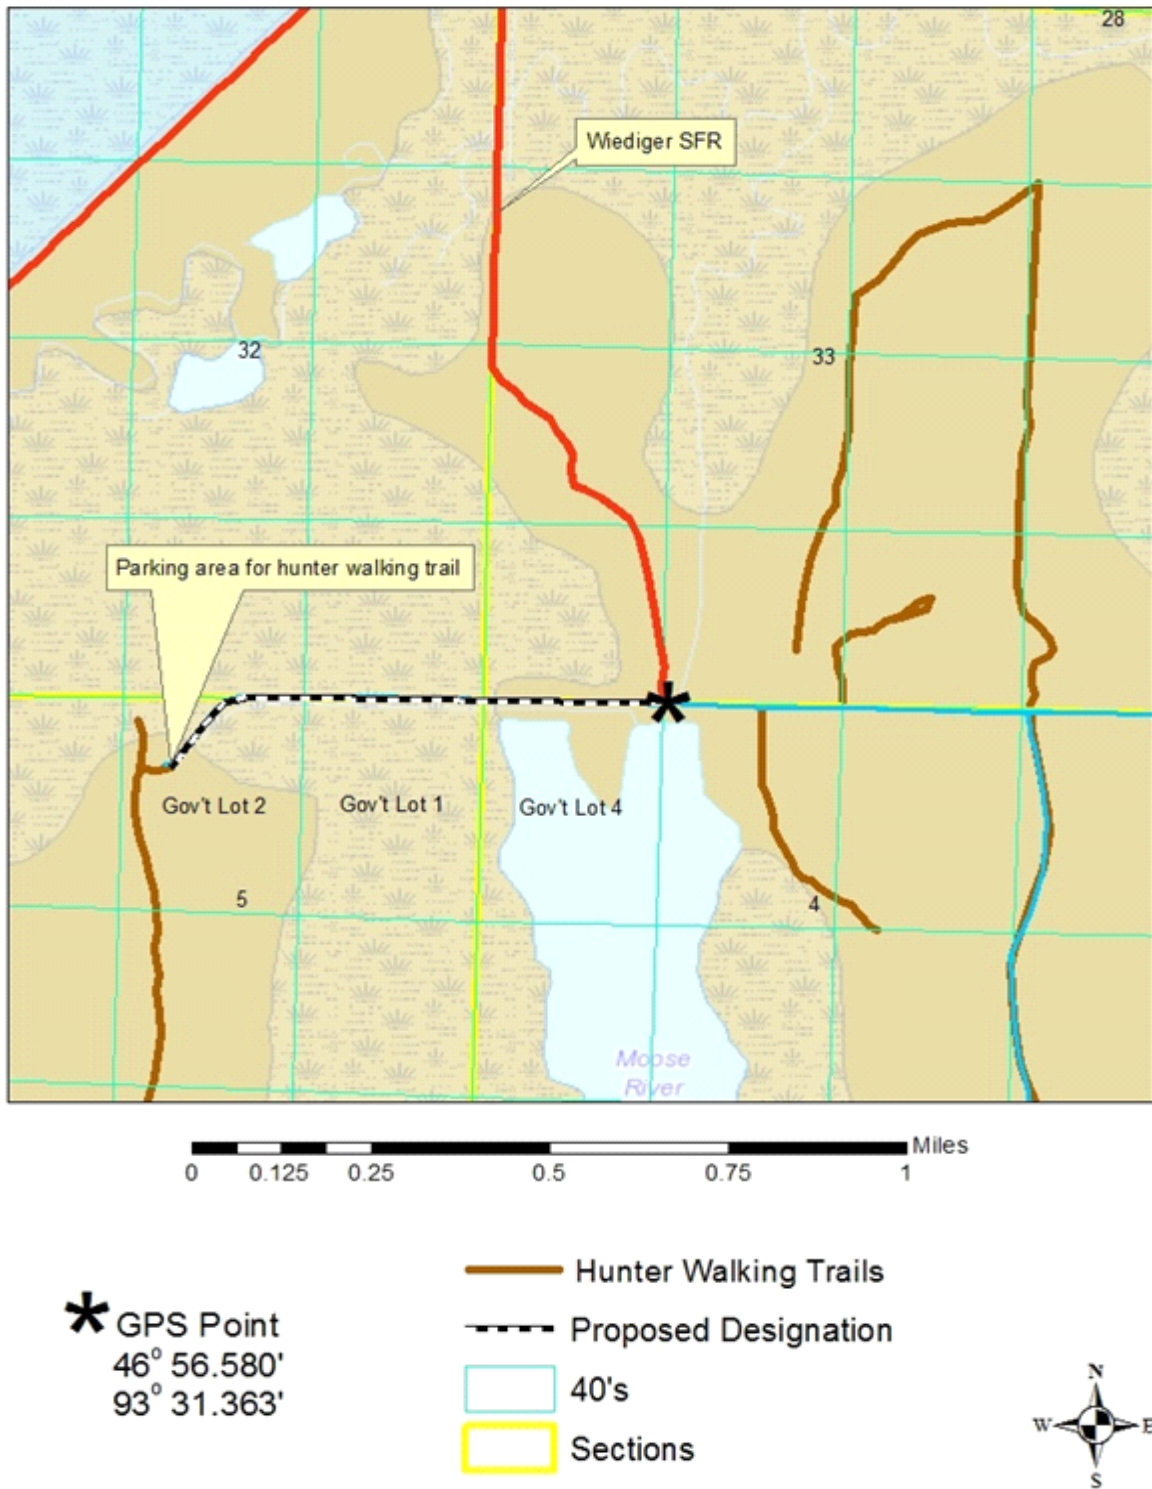 28
Wiediger SFR
32
33
Parking area for hunter walking trail
Gov't Lot 2
Gov't Lot 1
Gov't Lot 4
5
4
Moose
River
Miles
0 0.125 0.25 0.5 0.75 1
Hunter Walking Trails
* GPS Point
46° 56.580'
93° 31.363'
Proposed Designation
40's
Sections
N
W E
S